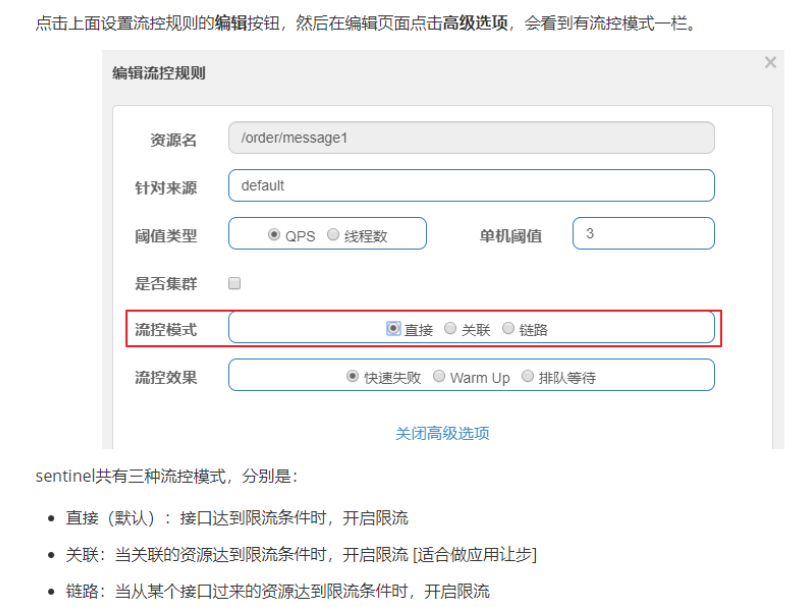 点击上面设置流控规则的编辑按钮，然后在编辑页面点击高级选项，会看到有流控模式一栏。
编辑流控规则
×
资源名 /order/message1
针对来源 default
阈值类型 QPS 线程数 单机阈值 3
是否集群
流控模式 直接 关联 链路
流控效果 快速失败 Warm Up 排队等待
关闭高级选项
sentinel共有三种流控模式，分别是：
• 直接（默认）：接口达到限流条件时，开启限流
• 关联：当关联的资源达到限流条件时，开启限流 [适合做应用让步]
• 链路：当从某个接口过来的资源达到限流条件时，开启限流